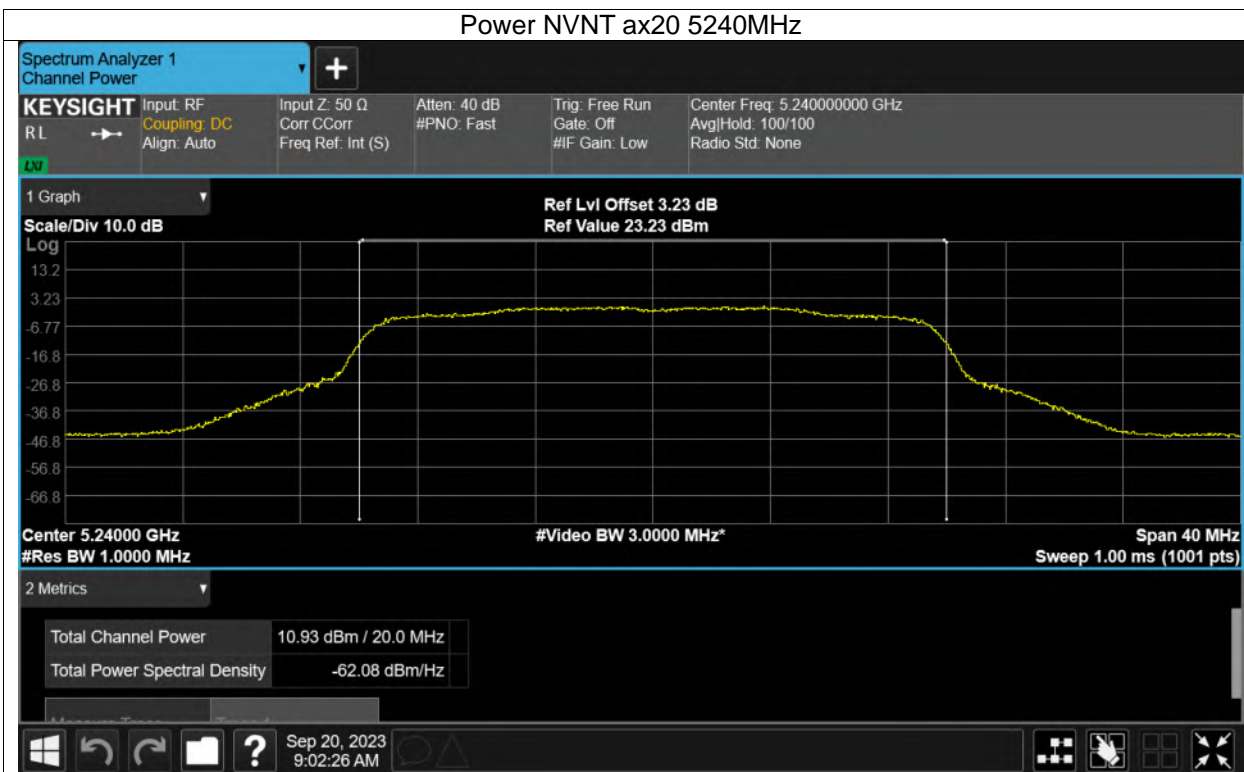 Power NVNT ax20 5240MHz
Spectrum Analyzer 1
Channel Power
KEYSIGHT
RL
LXI
Input: RF
Coupling: DC
Align: Auto
Input Z: 50 Ω
Corr CCorr
Freq Ref: Int (S)
Atten: 40 dB
#PNO: Fast
Trig: Free Run
Gate: Off
#IF Gain: Low
Center Freq: 5.240000000 GHz
Avg|Hold: 100/100
Radio Std: None
1 Graph
Scale/Div 10.0 dB
Ref Lvl Offset 3.23 dB
Ref Value 23.23 dBm
Log
13.2
3.23
-6.77
-16.8
-26.8
-36.8
-46.8
-56.8
-66.8
Center 5.24000 GHz
#Video BW 3.0000 MHz*
Span 40 MHz
#Res BW 1.0000 MHz
Sweep 1.00 ms (1001 pts)
2 Metrics
Total Channel Power 10.93 dBm / 20.0 MHz
Total Power Spectral Density -62.08 dBm/Hz
?
Sep 20, 2023
9:02:26 AM